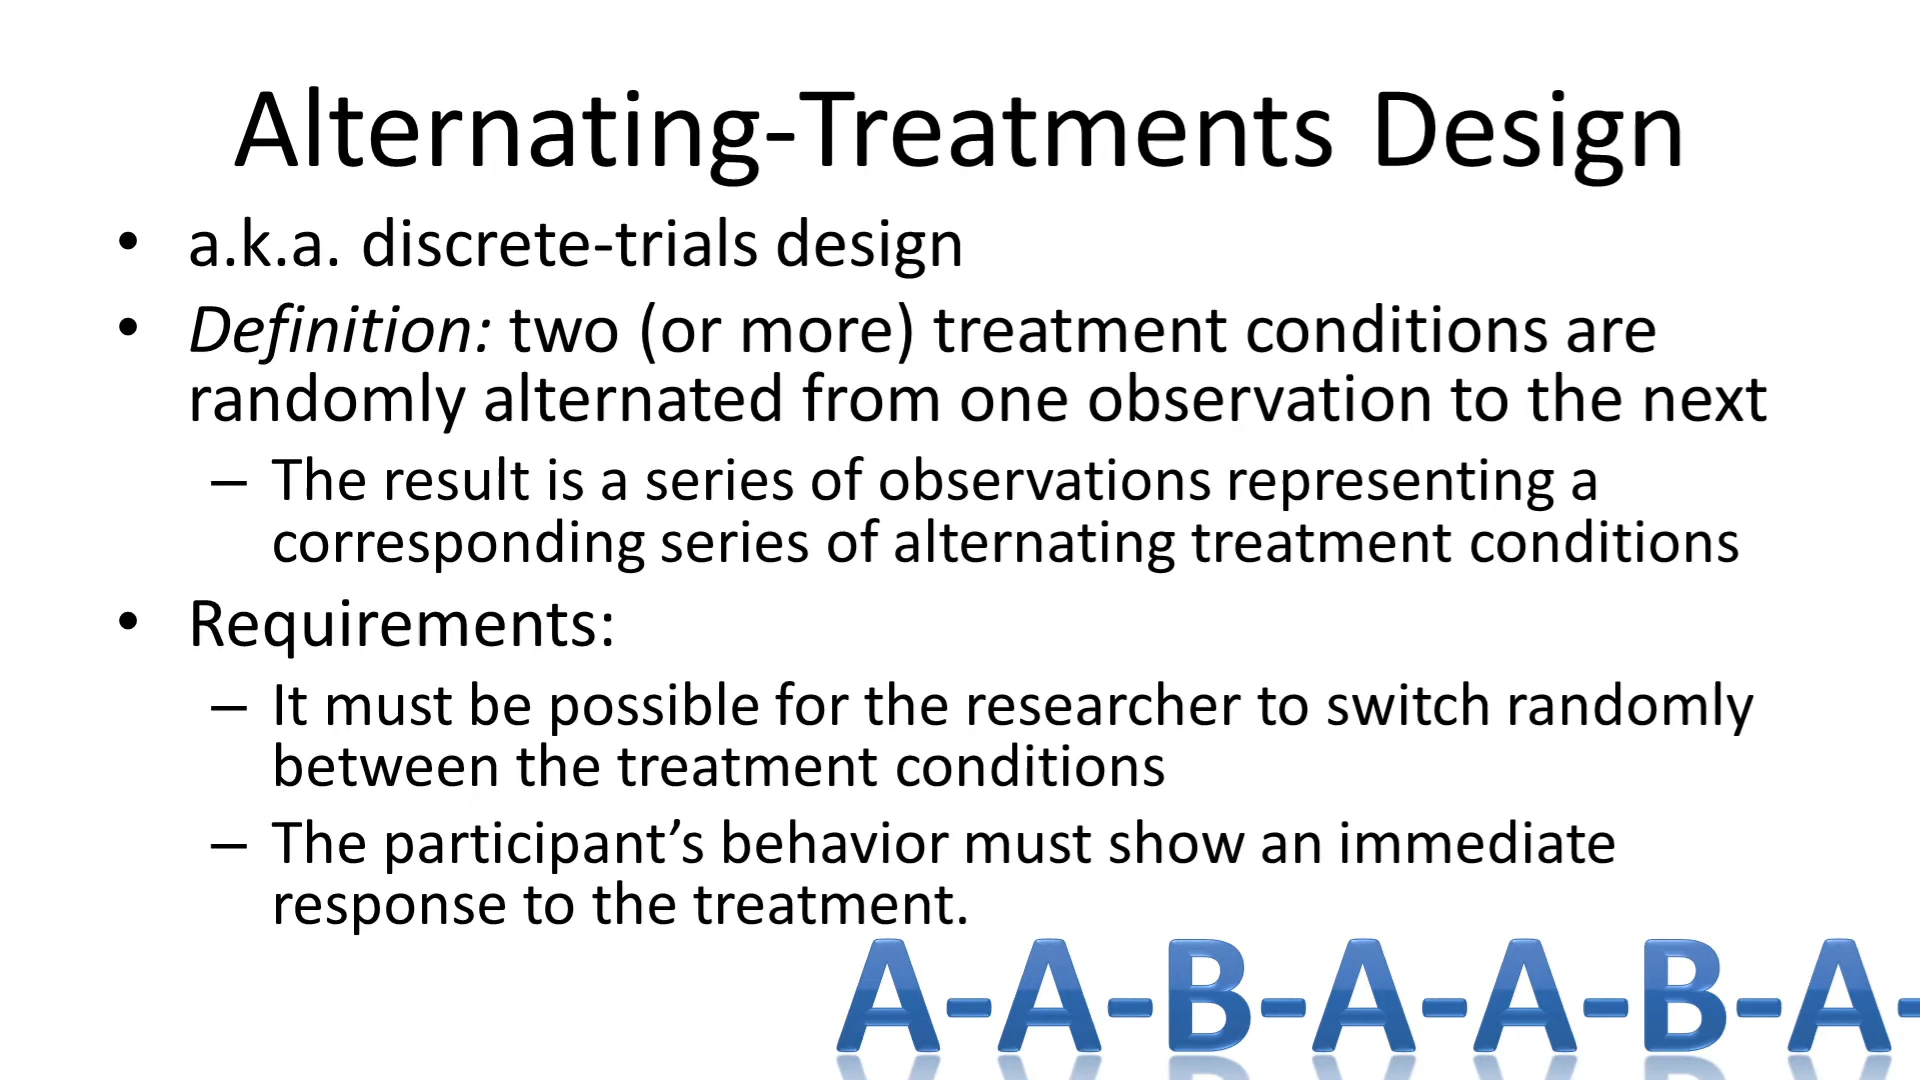 Alternating-Treatments Design
• a.k.a. discrete-trials design
• Definition: two (or more) treatment conditions are
randomly alternated from one observation to the next
– The result is a series of observations representing a
corresponding series of alternating treatment conditions
• Requirements:
– It must be possible for the researcher to switch randomly
between the treatment conditions
– The participant’s behavior must show an immediate
response to the treatment.
A-A-B-A-A-B-A-